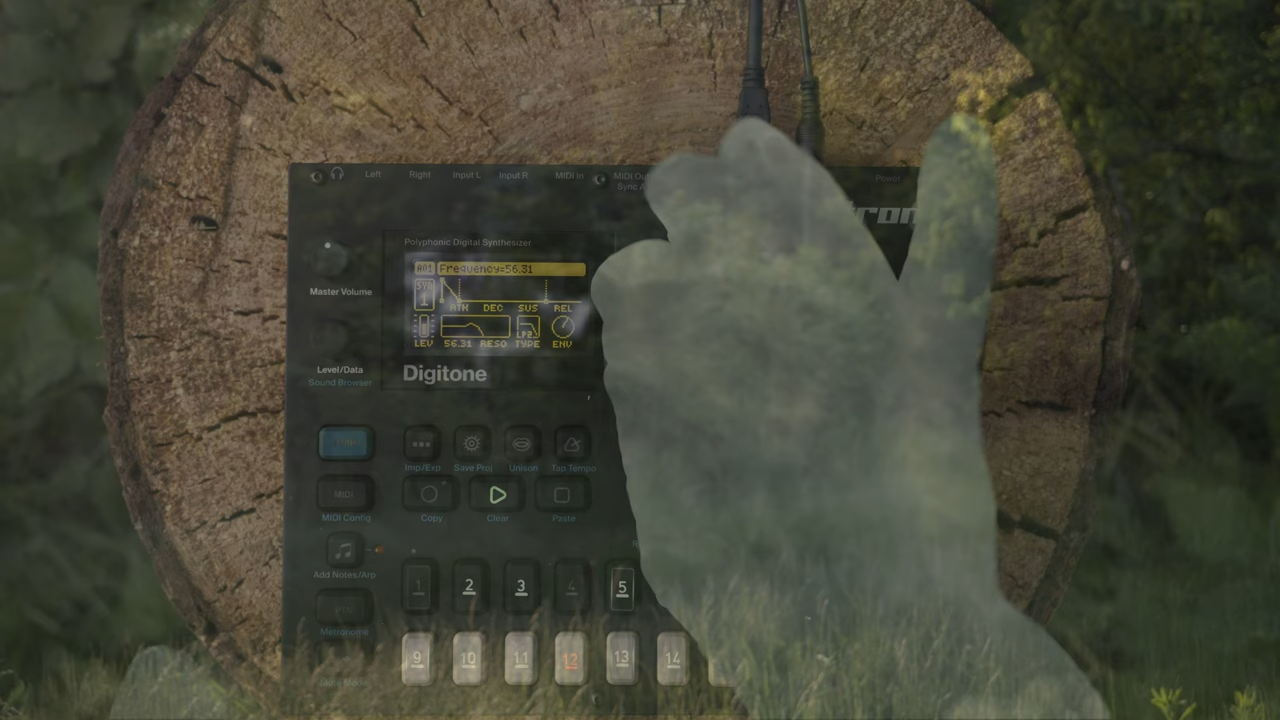 Left Right Input L Input R MIDI In MIDI Out
Sync A
Power
tron
Polyphonic Digital Synthesizer
A01 Frequency=56.31
SYN
1
ATK DEC SUS REL
LP2
LEV 56.31 RESO TYPE ENV
Digitone
Master Volume
Level/Data
Sound Browser
Imp/Exp Save Proj Unison Tap Tempo
MIDI
MIDI Config Copy Clear Paste
Add Notes/Arp
1 2 3 4 5
Metronome
9 10 11 12 13 14
Mute Mode